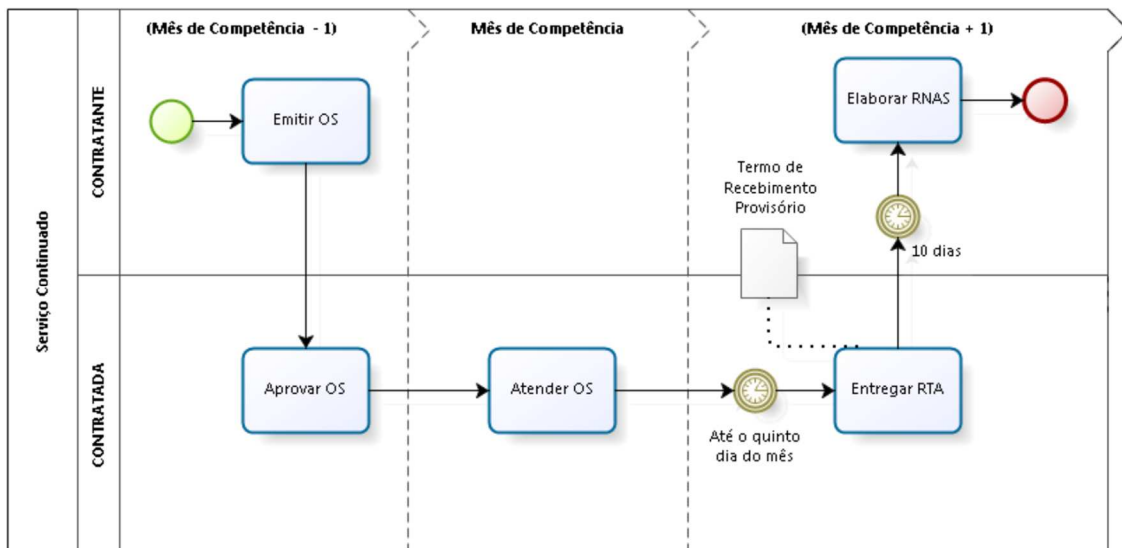 (Mês de Competência - 1)
Mês de Competência
(Mês de Competência + 1)
Serviço Continuado
CONTRATANTE
Emitir OS
Elaborar RNAS
Termo de
Recebimento
Provisório
10 dias
CONTRATADA
Aprovar OS
Atender OS
Até o quinto
dia do mês
Entregar RTA